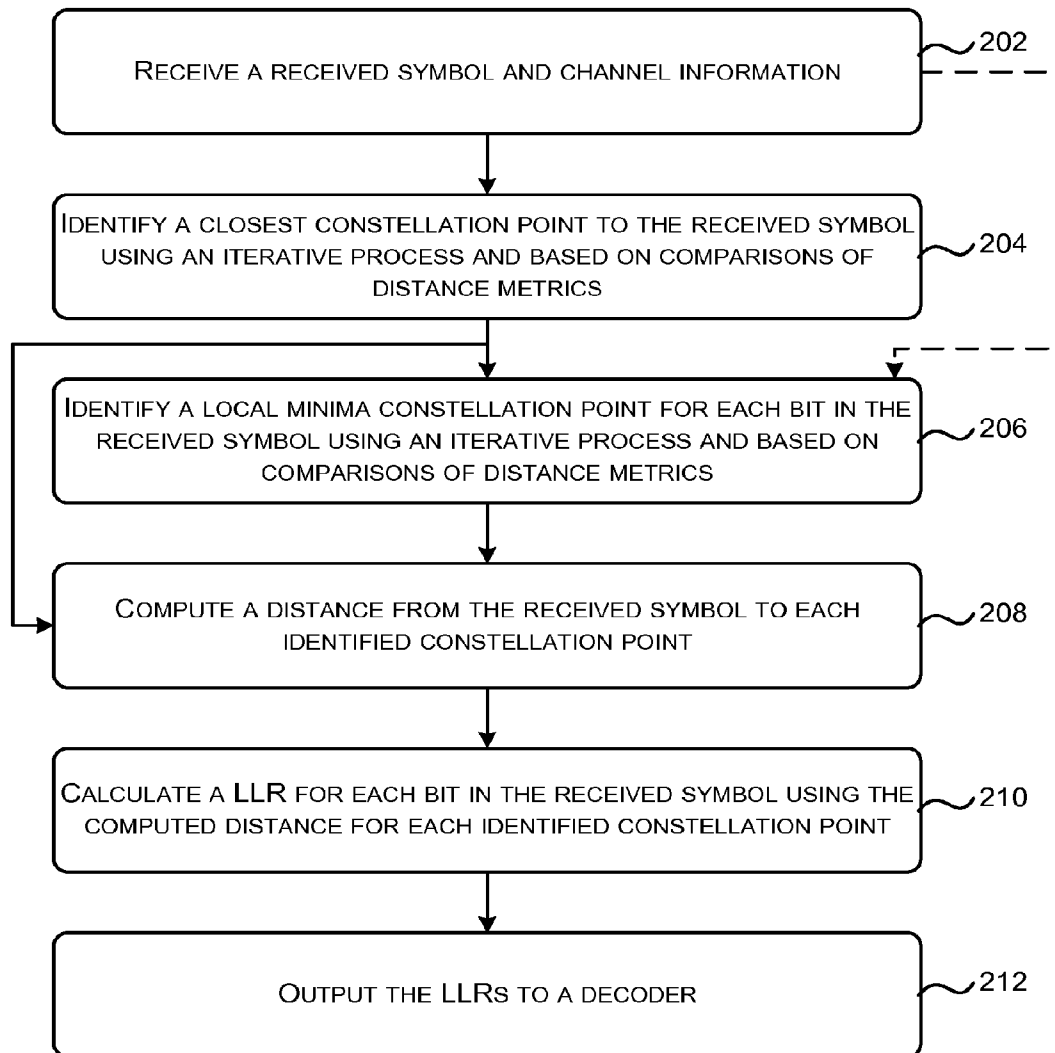 RECEIVE A RECEIVED SYMBOL AND CHANNEL INFORMATION
202
IDENTIFY A CLOSEST CONSTELLATION POINT TO THE RECEIVED SYMBOL
USING AN ITERATIVE PROCESS AND BASED ON COMPARISONS OF
DISTANCE METRICS
204
IDENTIFY A LOCAL MINIMA CONSTELLATION POINT FOR EACH BIT IN THE
RECEIVED SYMBOL USING AN ITERATIVE PROCESS AND BASED ON
COMPARISONS OF DISTANCE METRICS
206
COMPUTE A DISTANCE FROM THE RECEIVED SYMBOL TO EACH
IDENTIFIED CONSTELLATION POINT
208
CALCULATE A LLR FOR EACH BIT IN THE RECEIVED SYMBOL USING THE
COMPUTED DISTANCE FOR EACH IDENTIFIED CONSTELLATION POINT
210
OUTPUT THE LLRS TO A DECODER
212